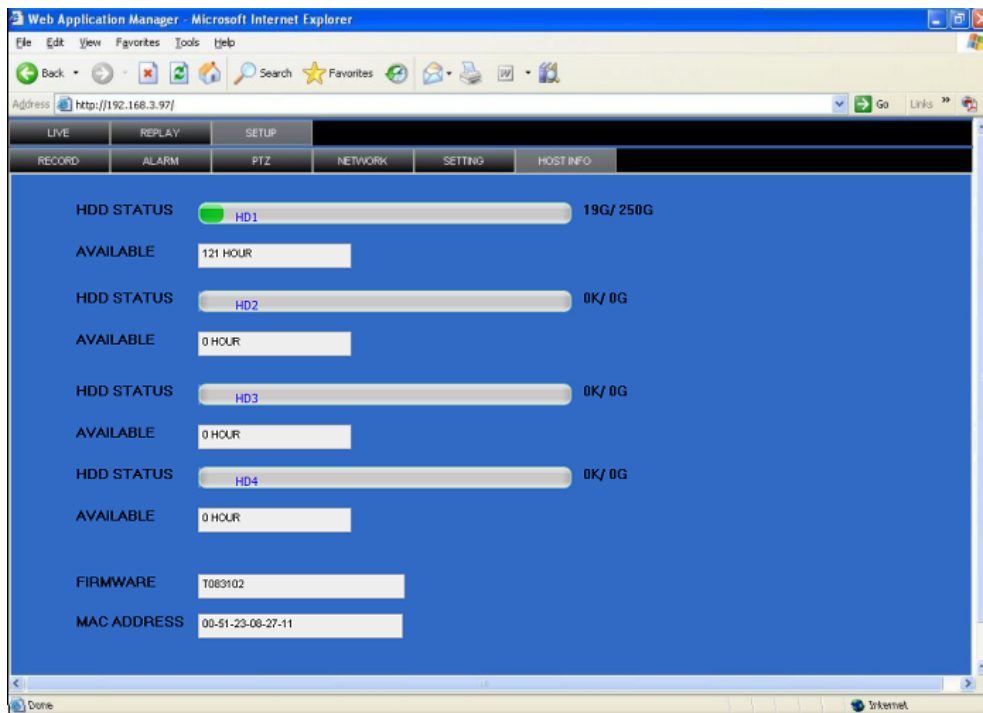 Web Application Manager - Microsoft Internet Explorer
File Edit View Favorites Tools Help
Back Search Favorites
Address http://192.168.3.97/ Go Links »
LIVE REPLAY SETUP
RECORD ALARM PTZ NETWORK SETTING HOST INFO
HDD STATUS HD1 19G/ 250G
AVAILABLE 121 HOUR
HDD STATUS HD2 0K/ 0G
AVAILABLE 0 HOUR
HDD STATUS HD3 0K/ 0G
AVAILABLE 0 HOUR
HDD STATUS HD4 0K/ 0G
AVAILABLE 0 HOUR
FIRMWARE T083102
MAC ADDRESS 00-51-23-08-27-11
Done Internet